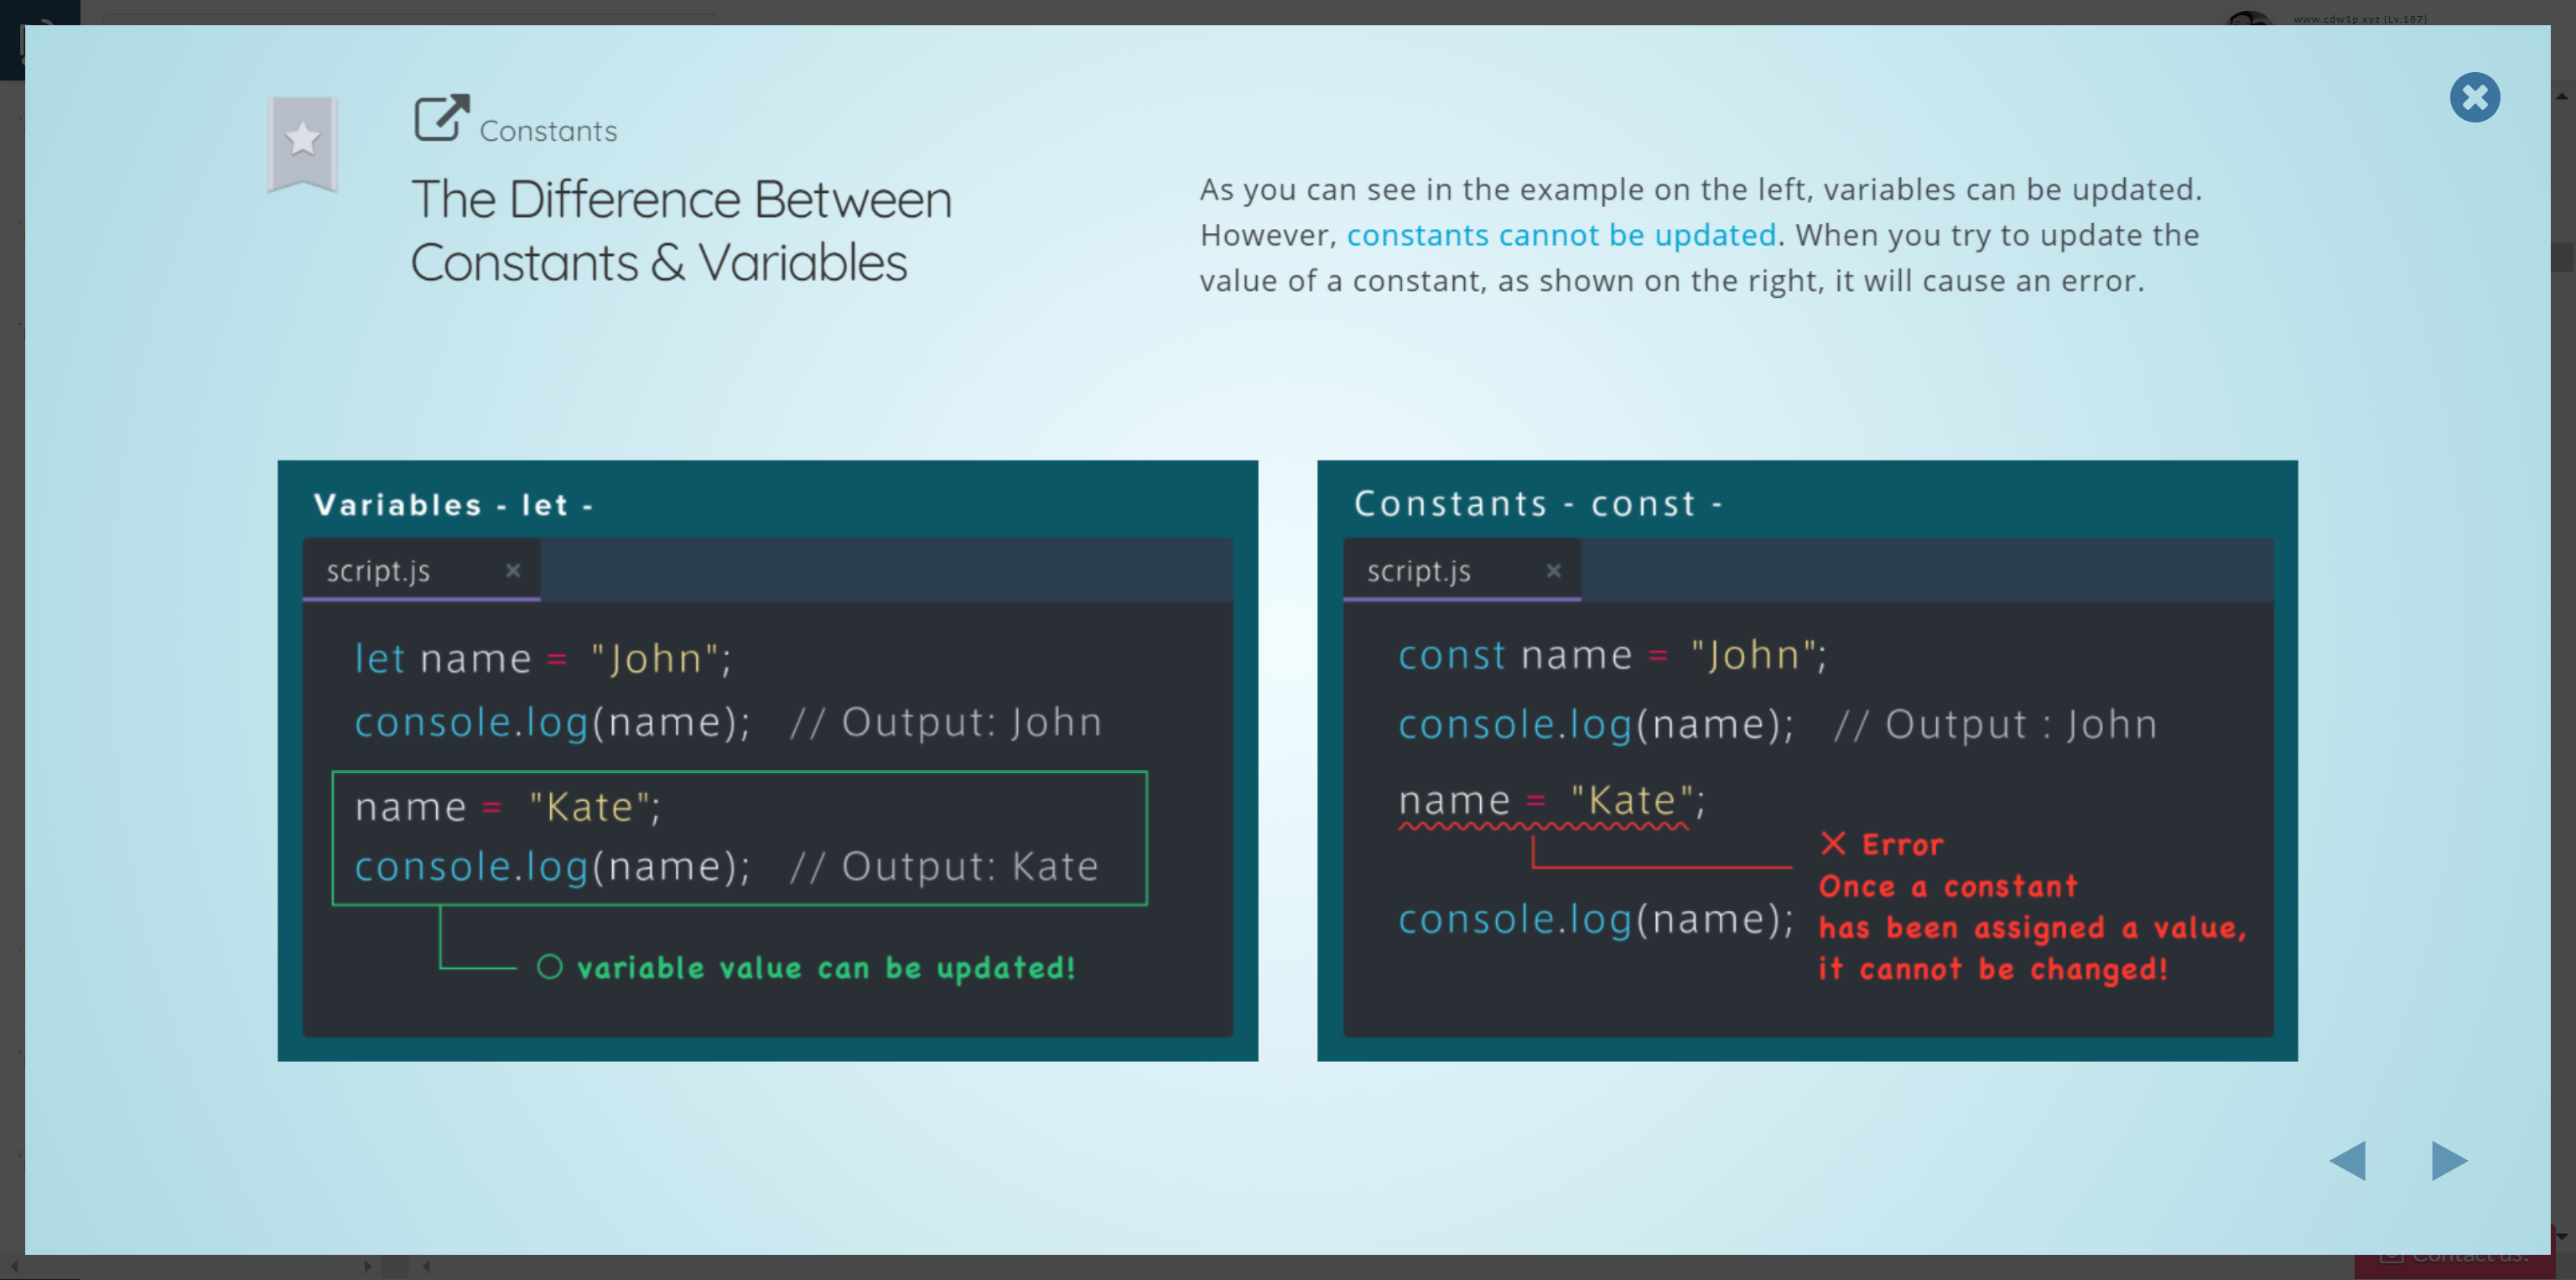 www.cdw1p.xyz (Lv.187)
Constants
The Difference Between
Constants & Variables
As you can see in the example on the left, variables can be updated.
However, constants cannot be updated. When you try to update the
value of a constant, as shown on the right, it will cause an error.
Variables - let -
script.js ×
let name = "John";
console.log(name); // Output: John
name = "Kate";
console.log(name); // Output: Kate
variable value can be updated!
Constants - const -
script.js ×
const name = "John";
console.log(name); // Output : John
name = "Kate";
Error
Once a constant
has been assigned a value,
it cannot be changed!
console.log(name);
Contact us!